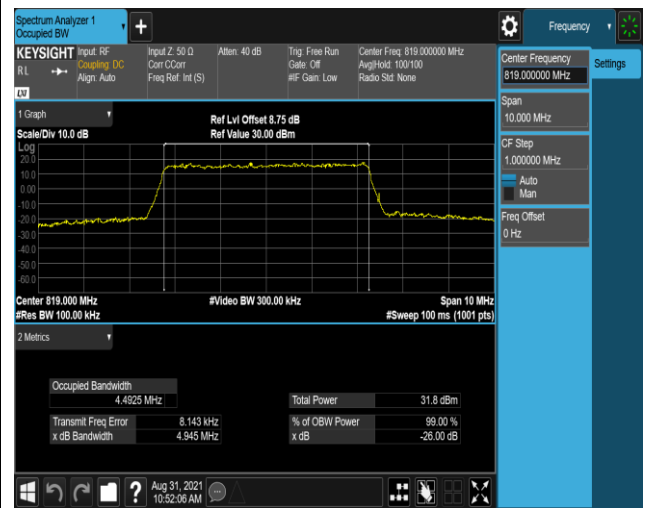 Spectrum Analyzer 1
Occupied BW
+
Frequency
KEYSIGHT
RL
LXI
Input: RF
Coupling: DC
Align: Auto
Input Z: 50 Ω
Corr CCorr
Freq Ref: Int (S)
Atten: 40 dB
Trig: Free Run
Gate: Off
#IF Gain: Low
Center Freq: 819.000000 MHz
Avg|Hold: 100/100
Radio Std: None
Center Frequency
819.000000 MHz
Settings
Span
10.000 MHz
CF Step
1.000000 MHz
Auto
Man
Freq Offset
0 Hz
1 Graph
Scale/Div 10.0 dB
Ref Lvl Offset 8.75 dB
Ref Value 30.00 dBm
Log
20.0
10.0
0.00
-10.0
-20.0
-30.0
-40.0
-50.0
-60.0
Center 819.000 MHz
#Video BW 300.00 kHz
Span 10 MHz
#Res BW 100.00 kHz
#Sweep 100 ms (1001 pts)
2 Metrics
Occupied Bandwidth
4.4925 MHz
Total Power 31.8 dBm
Transmit Freq Error 8.143 kHz
% of OBW Power 99.00 %
x dB Bandwidth 4.945 MHz
x dB -26.00 dB
?
Aug 31, 2021
10:52:06 AM